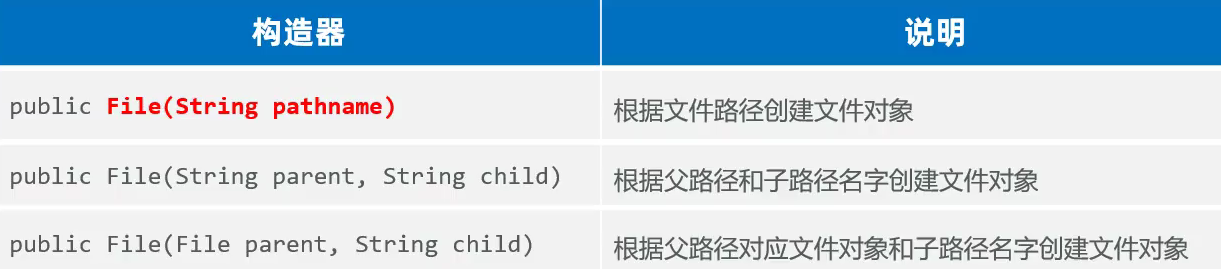 构造器 说明
public File(String pathname) 根据文件路径创建文件对象
public File(String parent, String child) 根据父路径和子路径名字创建文件对象
public File(File parent, String child) 根据父路径对应文件对象和子路径名字创建文件对象